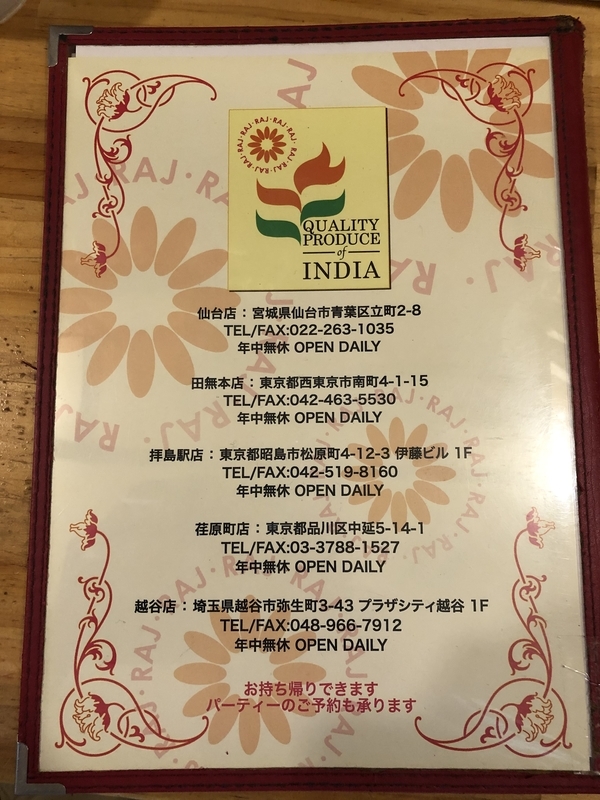 RAJ・RAJ・RAJ・RAJ・RAJ・RAJ・RAJ
QUALITY
PRODUCE
of
INDIA
仙台店：宮城県仙台市青葉区立町2-8
TEL/FAX:022-263-1035
年中無休 OPEN DAILY
田無本店：東京都西東京市南町4-1-15
TEL/FAX:042-463-5530
年中無休 OPEN DAILY
拝島駅店：東京都昭島市松原町4-12-3 伊藤ビル 1F
TEL/FAX:042-519-8160
年中無休 OPEN DAILY
荏原町店：東京都品川区中延5-14-1
TEL/FAX:03-3788-1527
年中無休 OPEN DAILY
越谷店：埼玉県越谷市弥生町3-43 プラザシティ越谷 1F
TEL/FAX:048-966-7912
年中無休 OPEN DAILY
お持ち帰りできます
パーティーのご予約も承ります